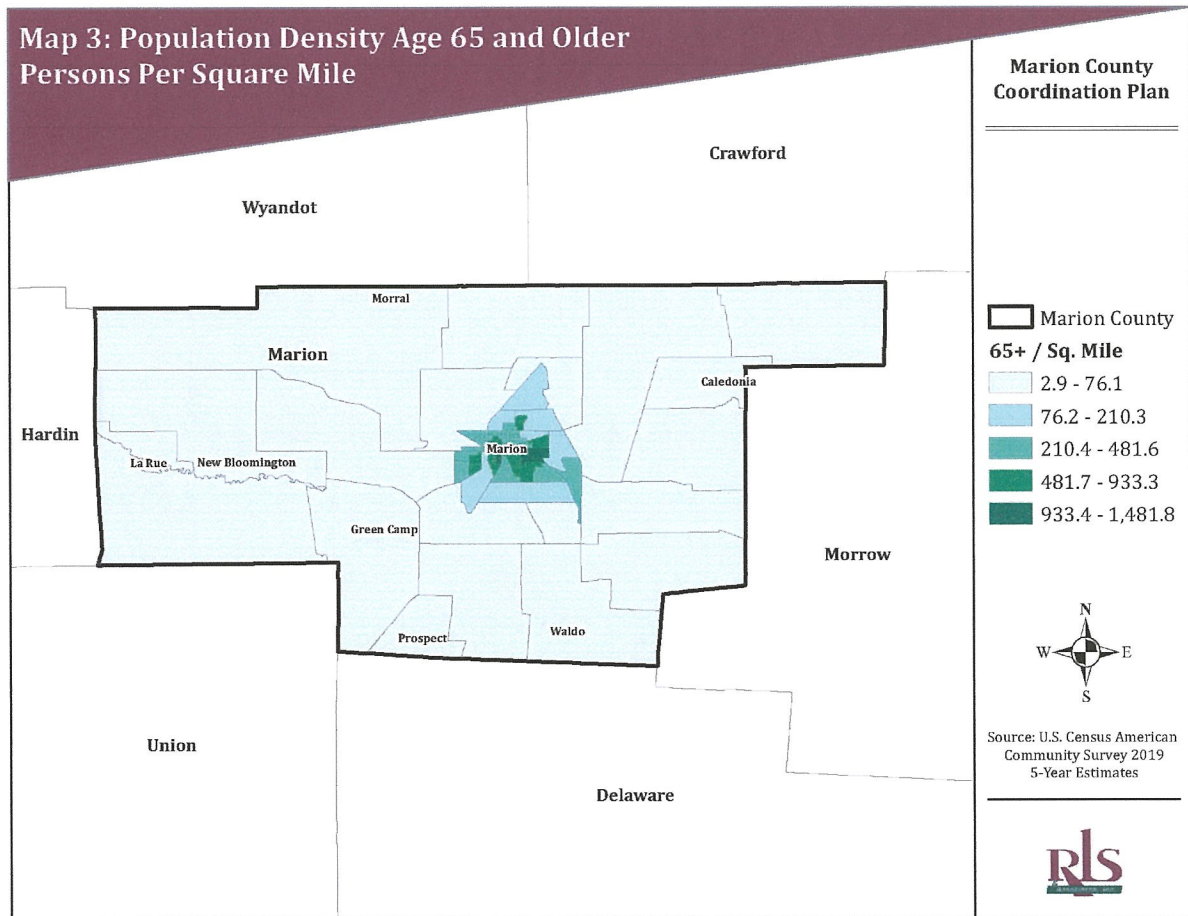 Map 3: Population Density Age 65 and Older
Persons Per Square Mile
Marion County
Coordination Plan
Crawford
Wyandot
Morral
Marion
Caledonia
Hardin
Marion
La Rue
New Bloomington
Green Camp
Morrow
Prospect
Waldo
Union
Delaware
Marion County
65+ / Sq. Mile
2.9 - 76.1
76.2 - 210.3
210.4 - 481.6
481.7 - 933.3
933.4 - 1,481.8
N
W
E
S
Source: U.S. Census American
Community Survey 2019
5-Year Estimates
RLS